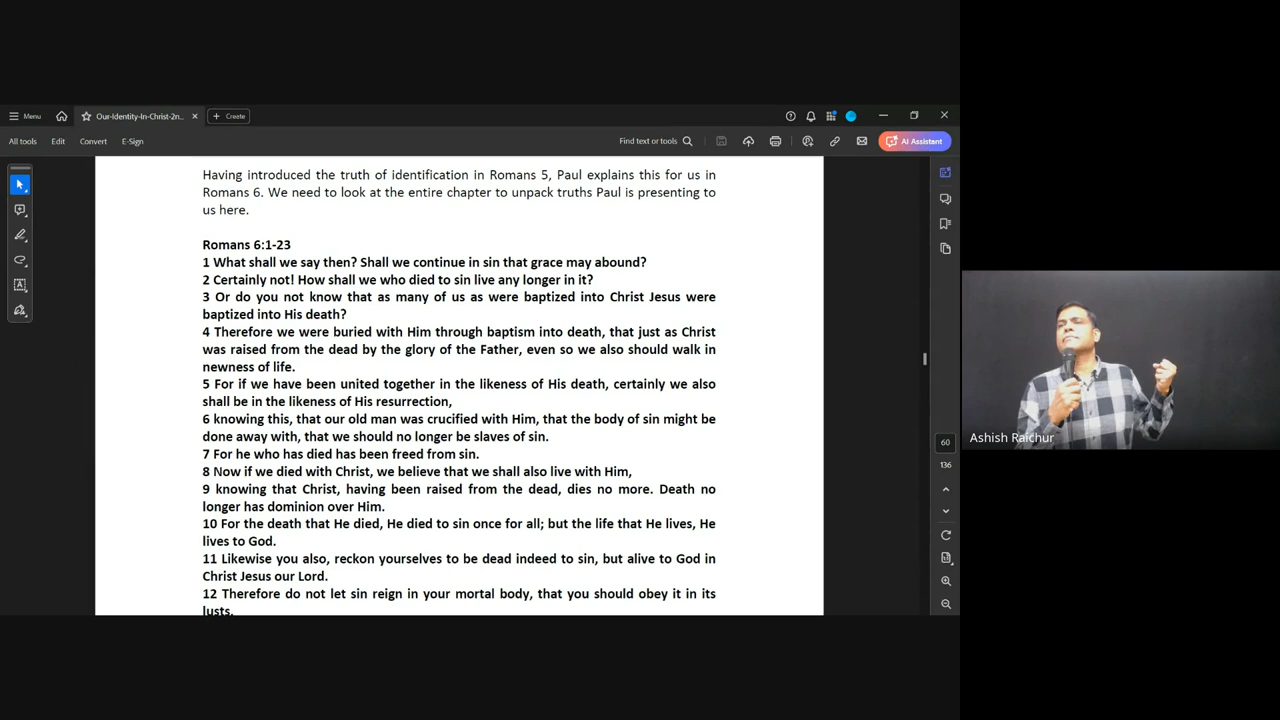 Menu
Our-Identity-In-Christ-2n...
Create
All tools
Edit
Convert
E-Sign
Find text or tools
AI Assistant
Having introduced the truth of identification in Romans 5, Paul explains this for us in
Romans 6. We need to look at the entire chapter to unpack truths Paul is presenting to
us here.
Romans 6:1-23
1 What shall we say then? Shall we continue in sin that grace may abound?
2 Certainly not! How shall we who died to sin live any longer in it?
3 Or do you not know that as many of us as were baptized into Christ Jesus were
baptized into His death?
4 Therefore we were buried with Him through baptism into death, that just as Christ
was raised from the dead by the glory of the Father, even so we also should walk in
newness of life.
5 For if we have been united together in the likeness of His death, certainly we also
shall be in the likeness of His resurrection,
6 knowing this, that our old man was crucified with Him, that the body of sin might be
done away with, that we should no longer be slaves of sin.
7 For he who has died has been freed from sin.
8 Now if we died with Christ, we believe that we shall also live with Him,
9 knowing that Christ, having been raised from the dead, dies no more. Death no
longer has dominion over Him.
10 For the death that He died, He died to sin once for all; but the life that He lives, He
lives to God.
11 Likewise you also, reckon yourselves to be dead indeed to sin, but alive to God in
Christ Jesus our Lord.
12 Therefore do not let sin reign in your mortal body, that you should obey it in its
lusts.
60
136
Ashish Raichur